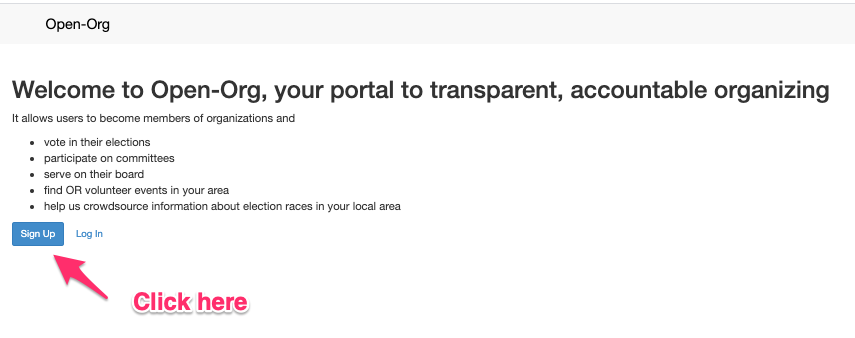 Open-Org
Welcome to Open-Org, your portal to transparent, accountable organizing
It allows users to become members of organizations and
vote in their elections
participate on committees
serve on their board
find OR volunteer events in your area
help us crowdsource information about election races in your local area
Sign Up Log In
Click here